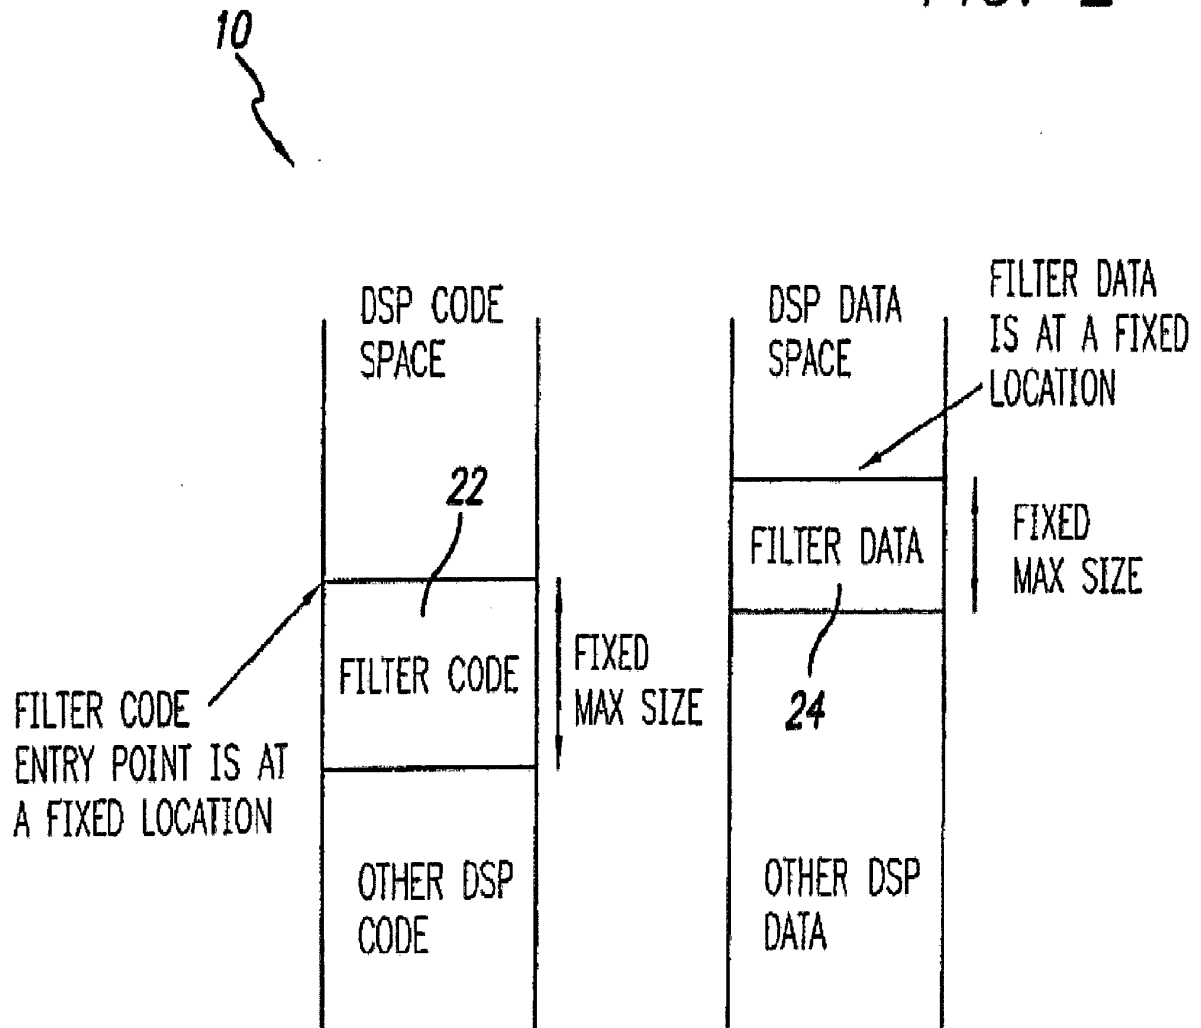 10
DSP CODE
SPACE
DSP DATA
SPACE
FILTER DATA
IS AT A FIXED
LOCATION
22
FILTER DATA
FIXED
MAX SIZE
24
FILTER CODE
FIXED
MAX SIZE
FILTER CODE
ENTRY POINT IS AT
A FIXED LOCATION
OTHER DSP
CODE
OTHER DSP
DATA